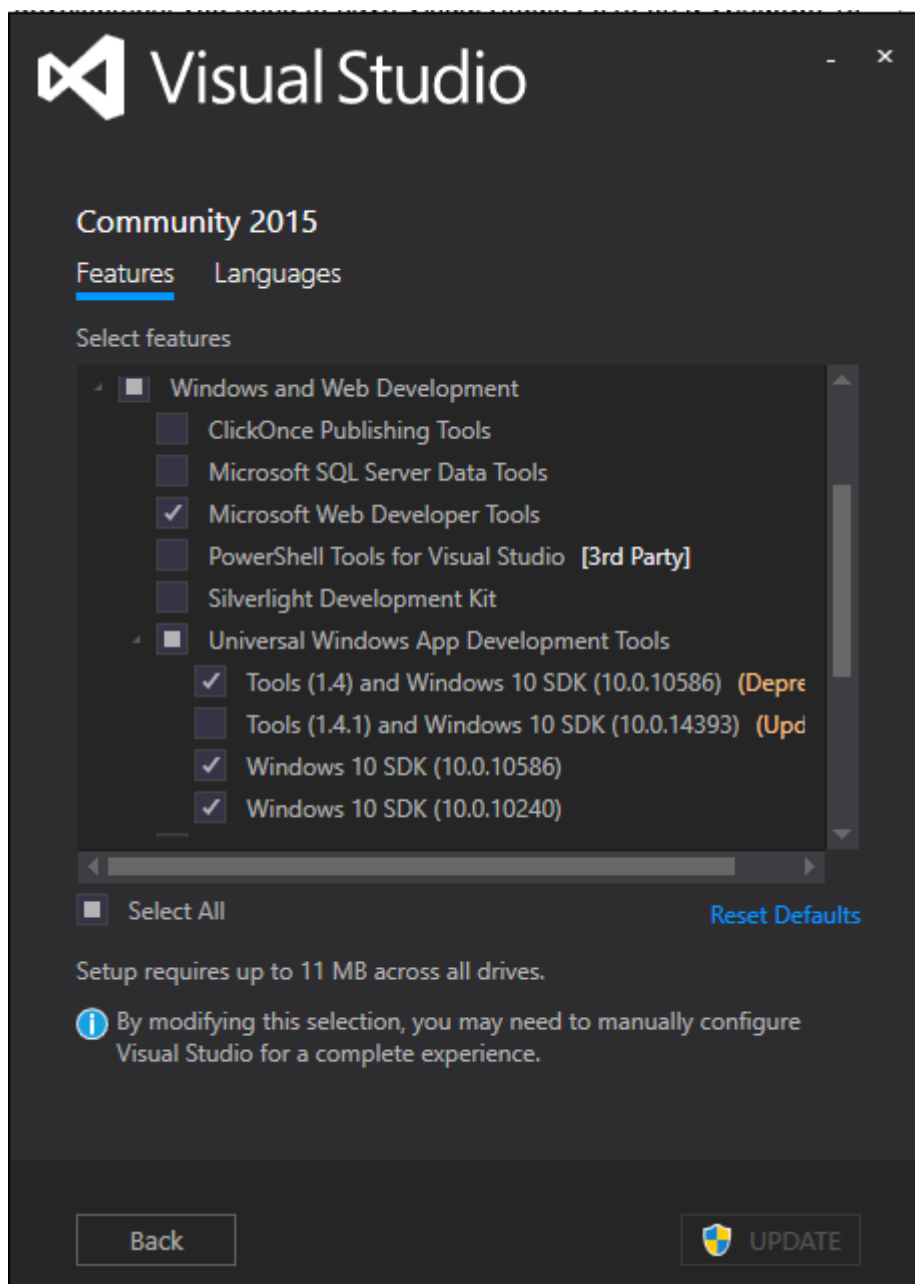 Visual Studio
Community 2015
Features Languages
Select features
Windows and Web Development
ClickOnce Publishing Tools
Microsoft SQL Server Data Tools
Microsoft Web Developer Tools
PowerShell Tools for Visual Studio [3rd Party]
Silverlight Development Kit
Universal Windows App Development Tools
Tools (1.4) and Windows 10 SDK (10.0.10586) (Depre
Tools (1.4.1) and Windows 10 SDK (10.0.14393) (Upd
Windows 10 SDK (10.0.10586)
Windows 10 SDK (10.0.10240)
Select All
Reset Defaults
Setup requires up to 11 MB across all drives.
By modifying this selection, you may need to manually configure
Visual Studio for a complete experience.
Back
UPDATE